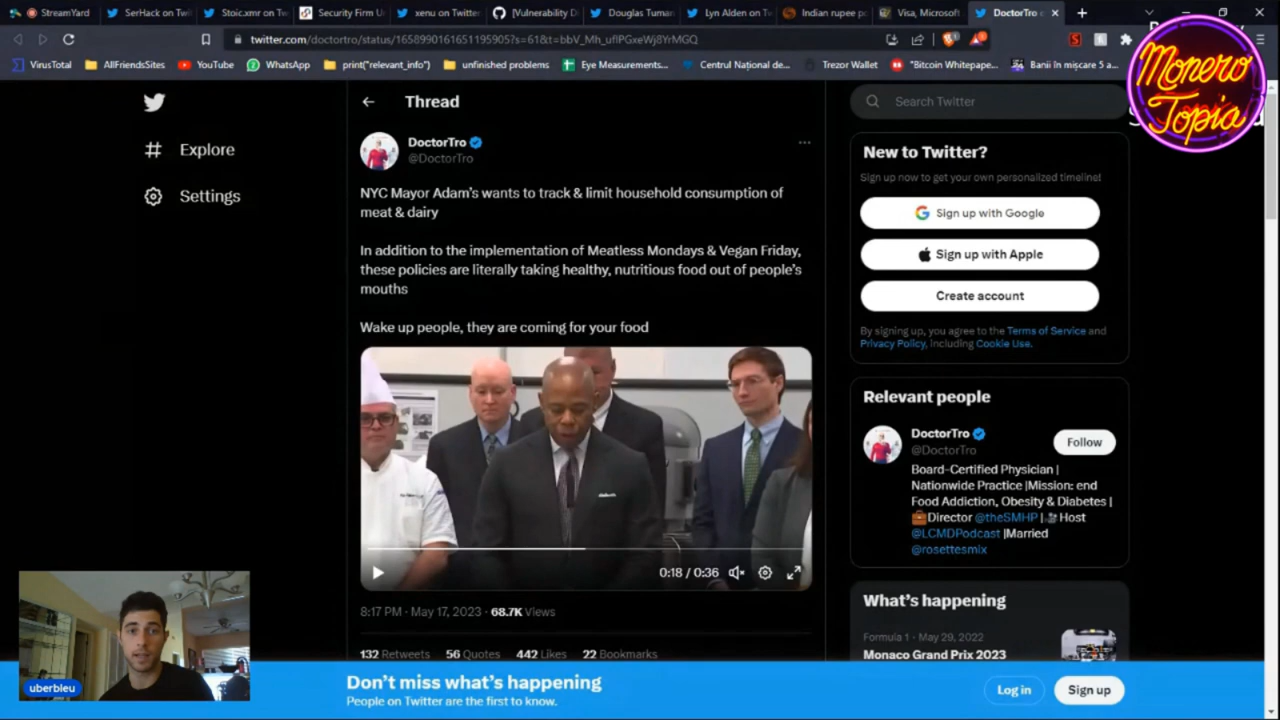 StreamYard
SerHack on Twi
Stoic.xmr on Tw
Security Firm U
xenu on Twitte
[Vulnerability D
Douglas Tuman
Lyn Alden on T
Indian rupee po
Visa, Microsoft
DoctorTro
twitter.com/doctortro/status/1658990161651195905?s=61&t=bbV_Mh_uflPGxeWj8YrMGQ
VirusTotal
AllFriendsSites
YouTube
WhatsApp
print("relevant_info")
unfinished problems
Eye Measurements...
Centrul Național de...
Trezor Wallet
"Bitcoin Whitepape...
Banii în mișcare 5 a...
Monero
Topia
Explore
Settings
Thread
DoctorTro
@DoctorTro
NYC Mayor Adam's wants to track & limit household consumption of
meat & dairy
In addition to the implementation of Meatless Mondays & Vegan Friday,
these policies are literally taking healthy, nutritious food out of people's
mouths
Wake up people, they are coming for your food
0:18 / 0:36
8:17 PM · May 17, 2023 · 68.7K Views
132 Retweets 56 Quotes 442 Likes 22 Bookmarks
Search Twitter
New to Twitter?
Sign up now to get your own personalized timeline!
Sign up with Google
Sign up with Apple
Create account
By signing up, you agree to the Terms of Service and
Privacy Policy, including Cookie Use.
Relevant people
DoctorTro
@DoctorTro
Follow
Board-Certified Physician |
Nationwide Practice |Mission: end
Food Addiction, Obesity & Diabetes |
Director @theSMHP | Host
@LCMDPodcast |Married
@rosettesmix
What's happening
Formula 1 · May 29, 2022
Monaco Grand Prix 2023
uberbleu
Don't miss what's happening
People on Twitter are the first to know.
Log in
Sign up